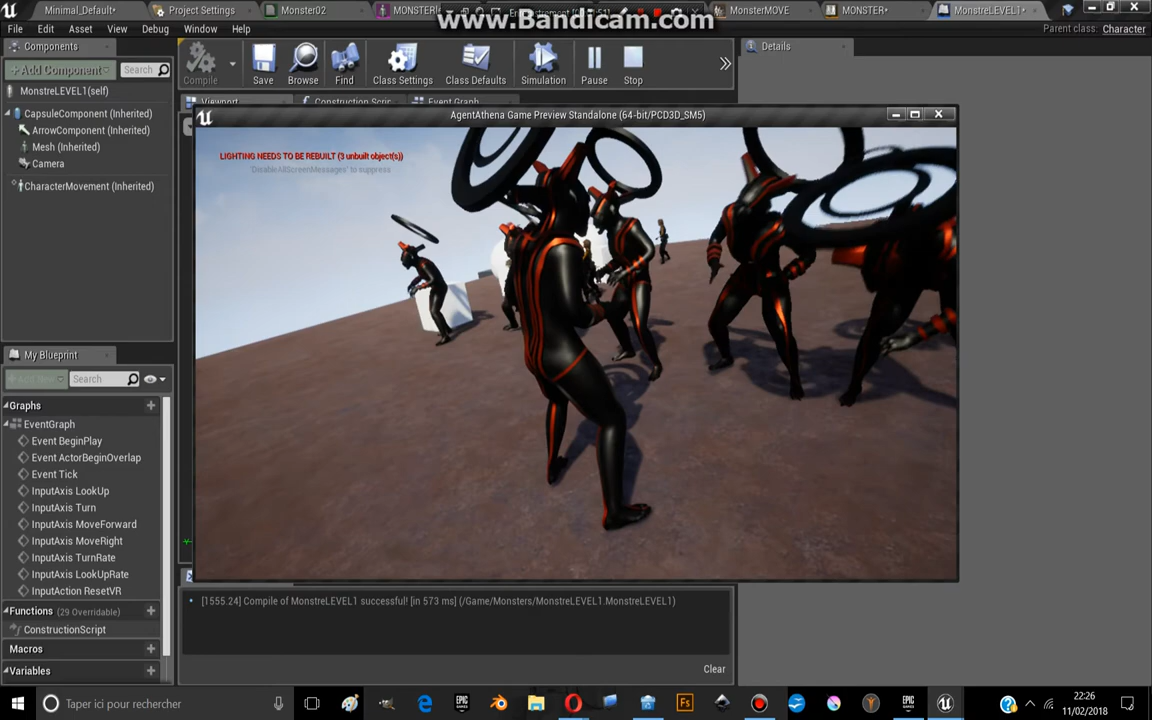 Minimal_Default•
Project Settings
Monster02
www.Bandicam.com
MonsterMOVE
MONSTER•
MonstreLEVEL1•
File Edit Asset View Debug Window Help
Parent class: Character
Components
Details
Add Component
Search
Compile
Save
Browse
Find
Class Settings
Class Defaults
Simulation
Pause
Stop
MonstreLEVEL1(self)
Viewport
Construction Scrip
Event Graph
CapsuleComponent (Inherited)
ArrowComponent (Inherited)
Mesh (Inherited)
Camera
CharacterMovement (Inherited)
AgentAthena Game Preview Standalone (64-bit/PCD3D_SM5)
LIGHTING NEEDS TO BE REBUILT (3 unbuilt object(s))
'DisableAllScreenMessages' to suppress
My Blueprint
Search
Graphs
EventGraph
Event BeginPlay
Event ActorBeginOverlap
Event Tick
InputAxis LookUp
InputAxis Turn
InputAxis MoveForward
InputAxis MoveRight
InputAxis TurnRate
InputAxis LookUpRate
InputAction ResetVR
Functions (29 Overridable)
ConstructionScript
Macros
Variables
[1555.24] Compile of MonstreLEVEL1 successful! [in 573 ms] (/Game/Monsters/MonstreLEVEL1.MonstreLEVEL1)
Clear
Taper ici pour rechercher
EPIC GAMES
Fs
EPIC GAMES
22:26
11/02/2018